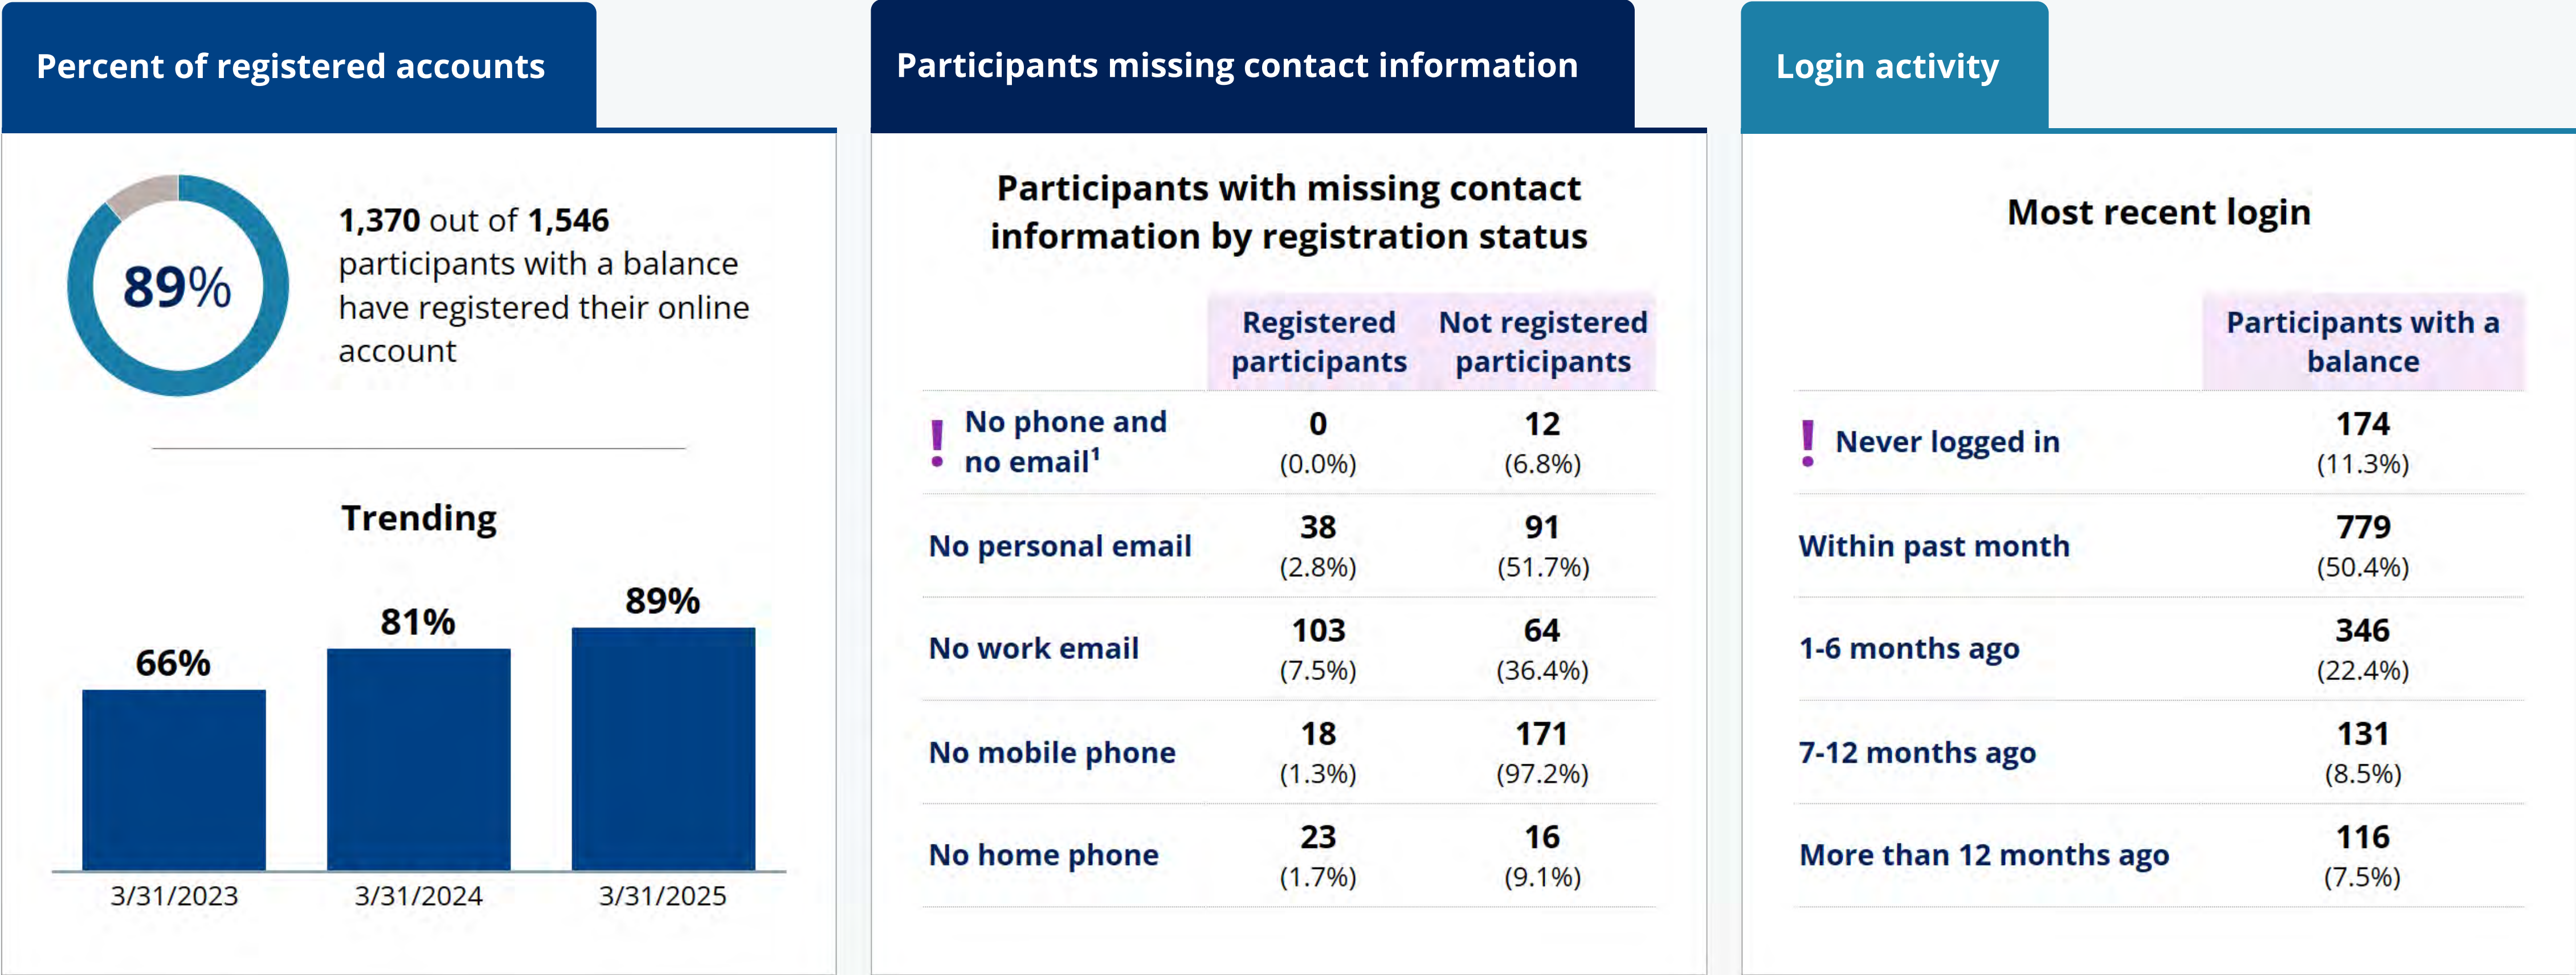 Percent of registered accounts
89%
1,370 out of 1,546
participants with a balance
have registered their online
account
Trending
66%
81%
89%
3/31/2023
3/31/2024
3/31/2025
Participants missing contact information
Participants with missing contact
information by registration status
Registered participants
Not registered participants
! No phone and
no email¹
0
(0.0%)
12
(6.8%)
No personal email
38
(2.8%)
91
(51.7%)
No work email
103
(7.5%)
64
(36.4%)
No mobile phone
18
(1.3%)
171
(97.2%)
No home phone
23
(1.7%)
16
(9.1%)
Login activity
Most recent login
Participants with a
balance
! Never logged in
174
(11.3%)
Within past month
779
(50.4%)
1-6 months ago
346
(22.4%)
7-12 months ago
131
(8.5%)
More than 12 months ago
116
(7.5%)